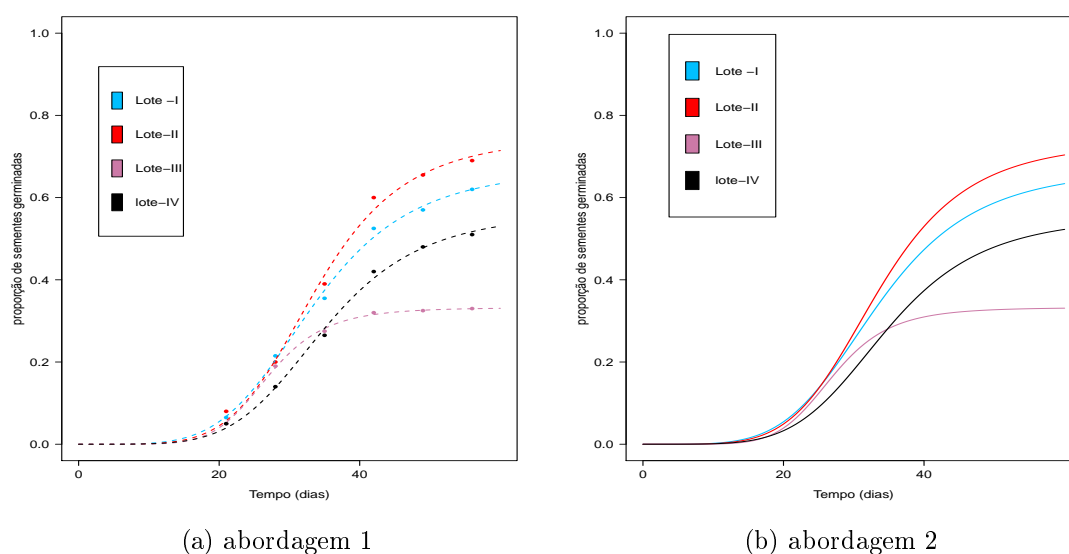 1.0
0.8
0.6
0.4
0.2
0.0
proporção de sementes germinadas
Lote −I
Lote−II
Lote−III
lote−IV
0
20
40
Tempo (dias)
(a) abordagem 1
1.0
0.8
0.6
0.4
0.2
0.0
proporção de sementes germinadas
Lote −I
Lote−II
Lote−III
lote−IV
0
20
40
Tempo (dias)
(b) abordagem 2